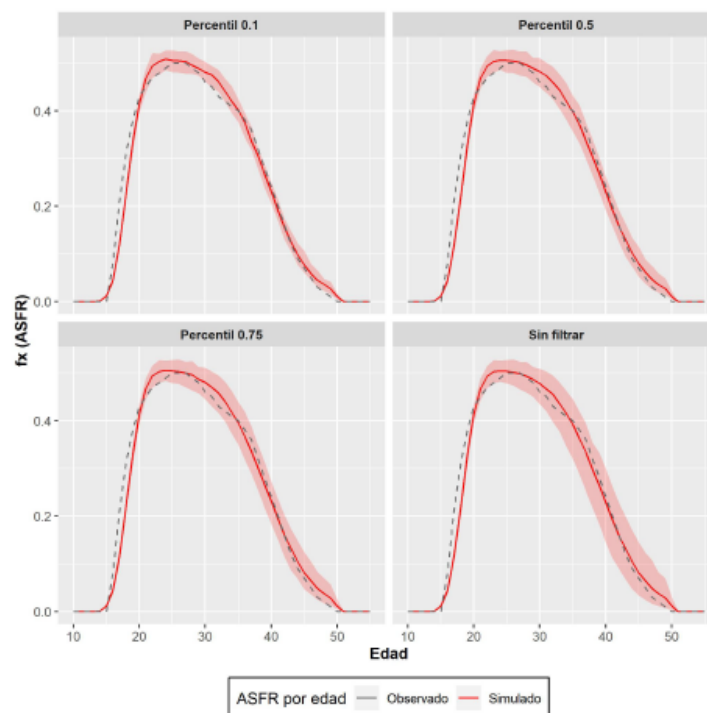 Percentil 0.1
Percentil 0.5
0.4
0.2
0.0
Percentil 0.75
Sin filtrar
0.4
0.2
0.0
fx (ASFR)
10 20 30 40 50
10 20 30 40 50
Edad
ASFR por edad Observado Simulado